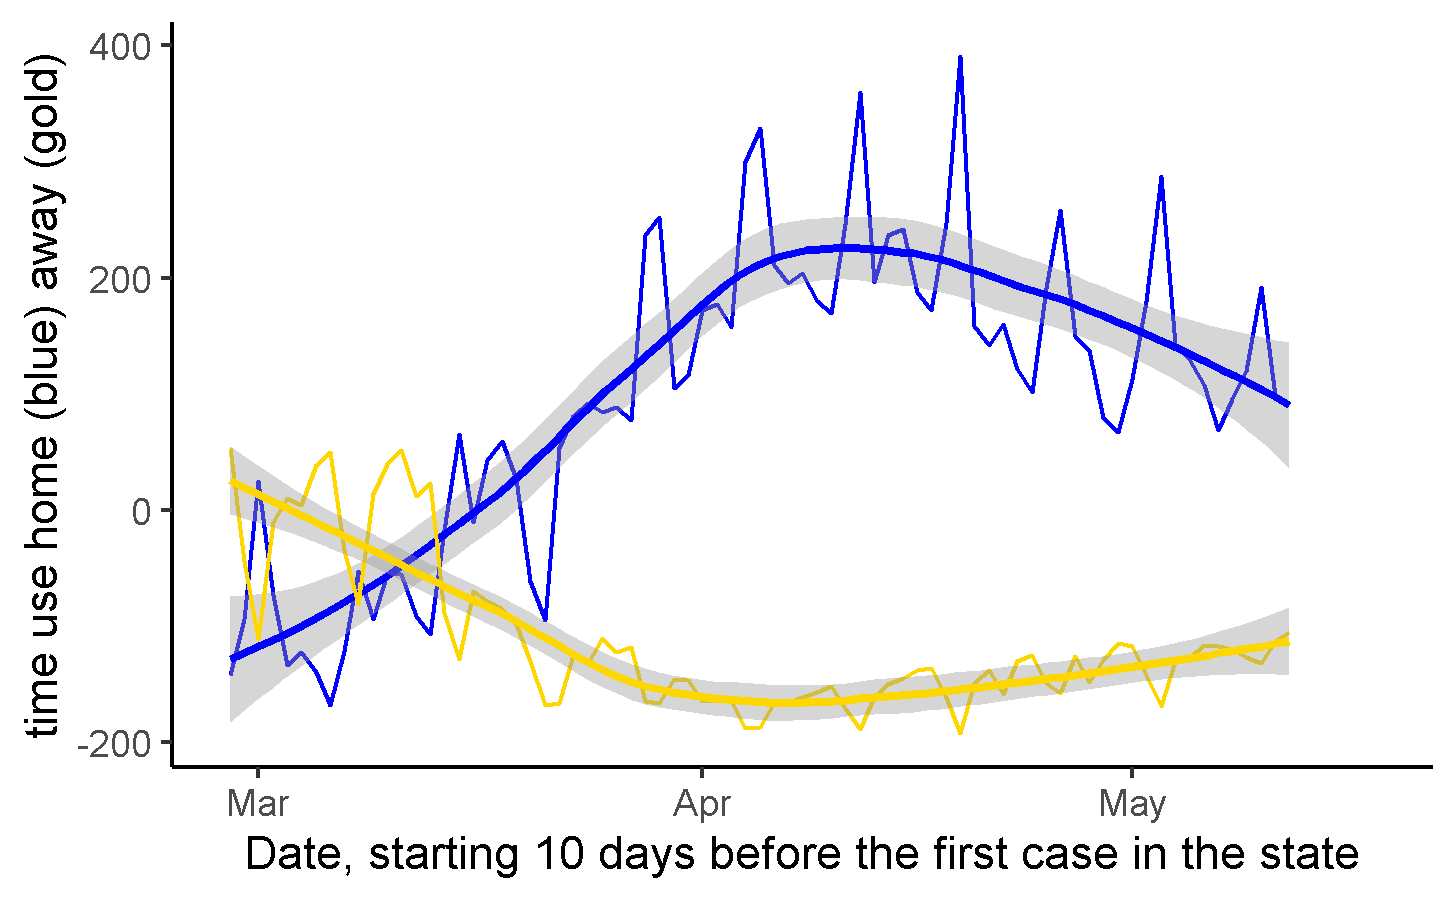 time use home (blue) away (gold)
400
200
0
-200
Mar
Apr
May
Date, starting 10 days before the first case in the state